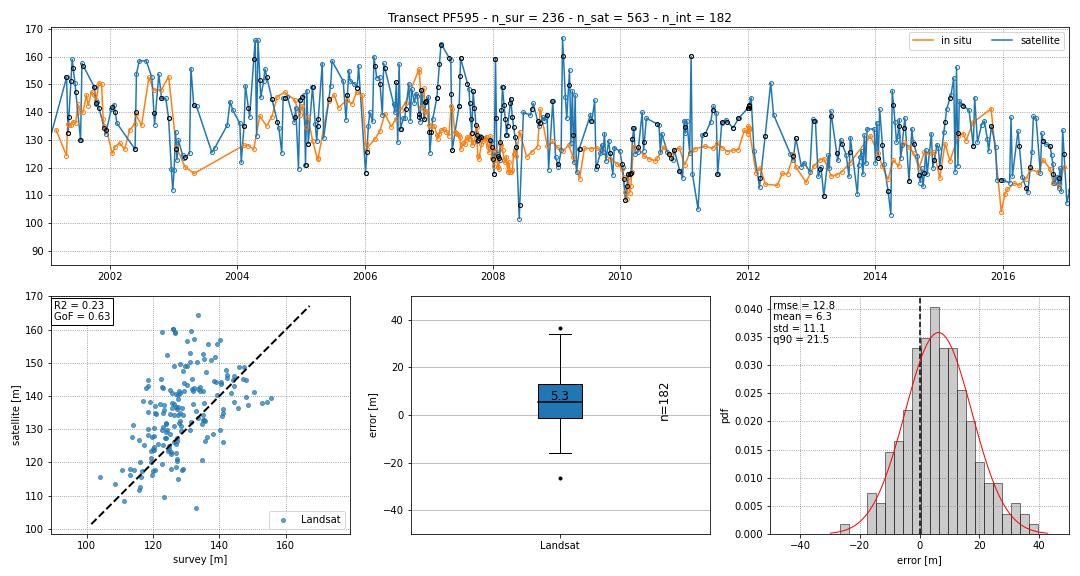 Transect PF595 - n_sur = 236 - n_sat = 563 - n_int = 182
in situ satellite
170
160
150
140
130
120
110
100
90
2002 2004 2006 2008 2010 2012 2014 2016
R2 = 0.23
GoF = 0.63
170
160
150
140
130
120
110
100
satellite [m]
Landsat
100 120 140 160
survey [m]
40
20
0
−20
−40
error [m]
5.3
n=182
Landsat
rmse = 12.8
mean = 6.3
std = 11.1
q90 = 21.5
0.040
0.035
0.030
0.025
0.020
0.015
0.010
0.005
0.000
pdf
−40 −20 0 20 40
error [m]